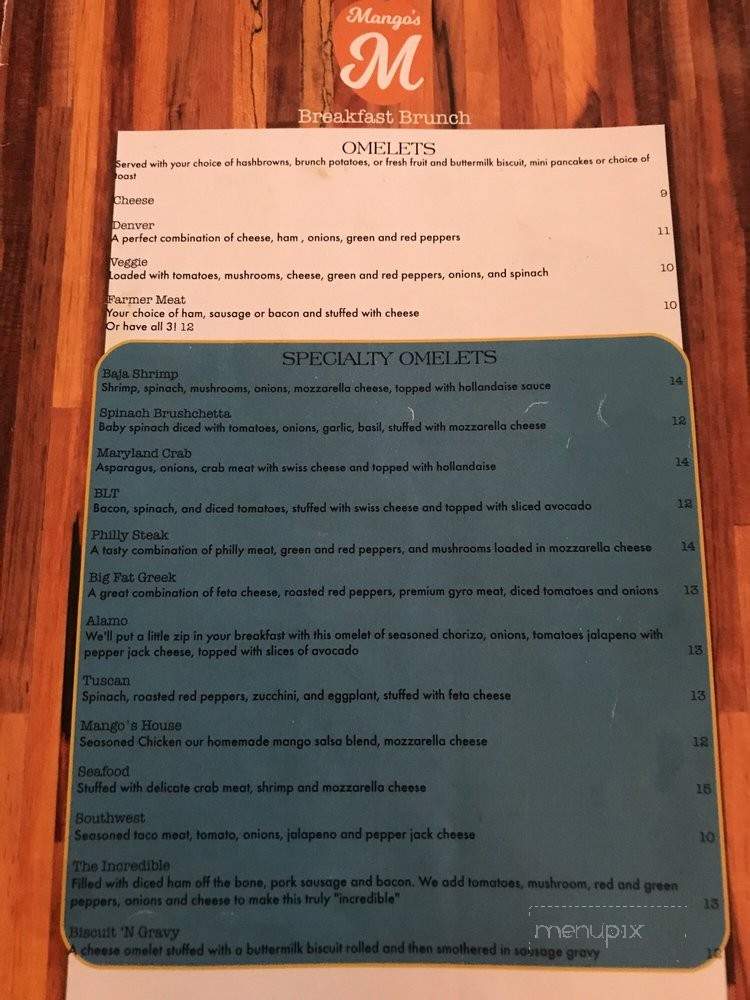 Mango's
M
Breakfast Brunch
OMELETS
Served with your choice of hashbrowns, brunch potatoes, or fresh fruit and buttermilk biscuit, mini pancakes or choice of
toast
Cheese 9
Denver
A perfect combination of cheese, ham , onions, green and red peppers 11
Veggie
Loaded with tomatoes, mushrooms, cheese, green and red peppers, onions, and spinach 10
Farmer Meat
Your choice of ham, sausage or bacon and stuffed with cheese 10
Or have all 3! 12
SPECIALTY OMELETS
Baja Shrimp
Shrimp, spinach, mushrooms, onions, mozzarella cheese, topped with hollandaise sauce 14
Spinach Brushchetta
Baby spinach diced with tomatoes, onions, garlic, basil, stuffed with mozzarella cheese 12
Maryland Crab
Asparagus, onions, crab meat with swiss cheese and topped with hollandaise 14
BLT
Bacon, spinach, and diced tomatoes, stuffed with swiss cheese and topped with sliced avocado 12
Philly Steak
A tasty combination of philly meat, green and red peppers, and mushrooms loaded in mozzarella cheese 14
Big Fat Greek
A great combination of feta cheese, roasted red peppers, premium gyro meat, diced tomatoes and onions 13
Alamo
We'll put a little zip in your breakfast with this omelet of seasoned chorizo, onions, tomatoes jalapeno with
pepper jack cheese, topped with slices of avocado 13
Tuscan
Spinach, roasted red peppers, zucchini, and eggplant, stuffed with feta cheese 13
Mango's House
Seasoned Chicken our homemade mango salsa blend, mozzarella cheese 12
Seafood
Stuffed with delicate crab meat, shrimp and mozzarella cheese 15
Southwest
Seasoned taco meat, tomato, onions, jalapeno and pepper jack cheese 10
The Incredible
Filled with diced ham off the bone, pork sausage and bacon. We add tomatoes, mushroom, red and green
peppers, onions and cheese to make this truly "incredible" 13
Biscuit 'N Gravy
A cheese omelet stuffed with a buttermilk biscuit rolled and then smothered in sausage gravy
menupix